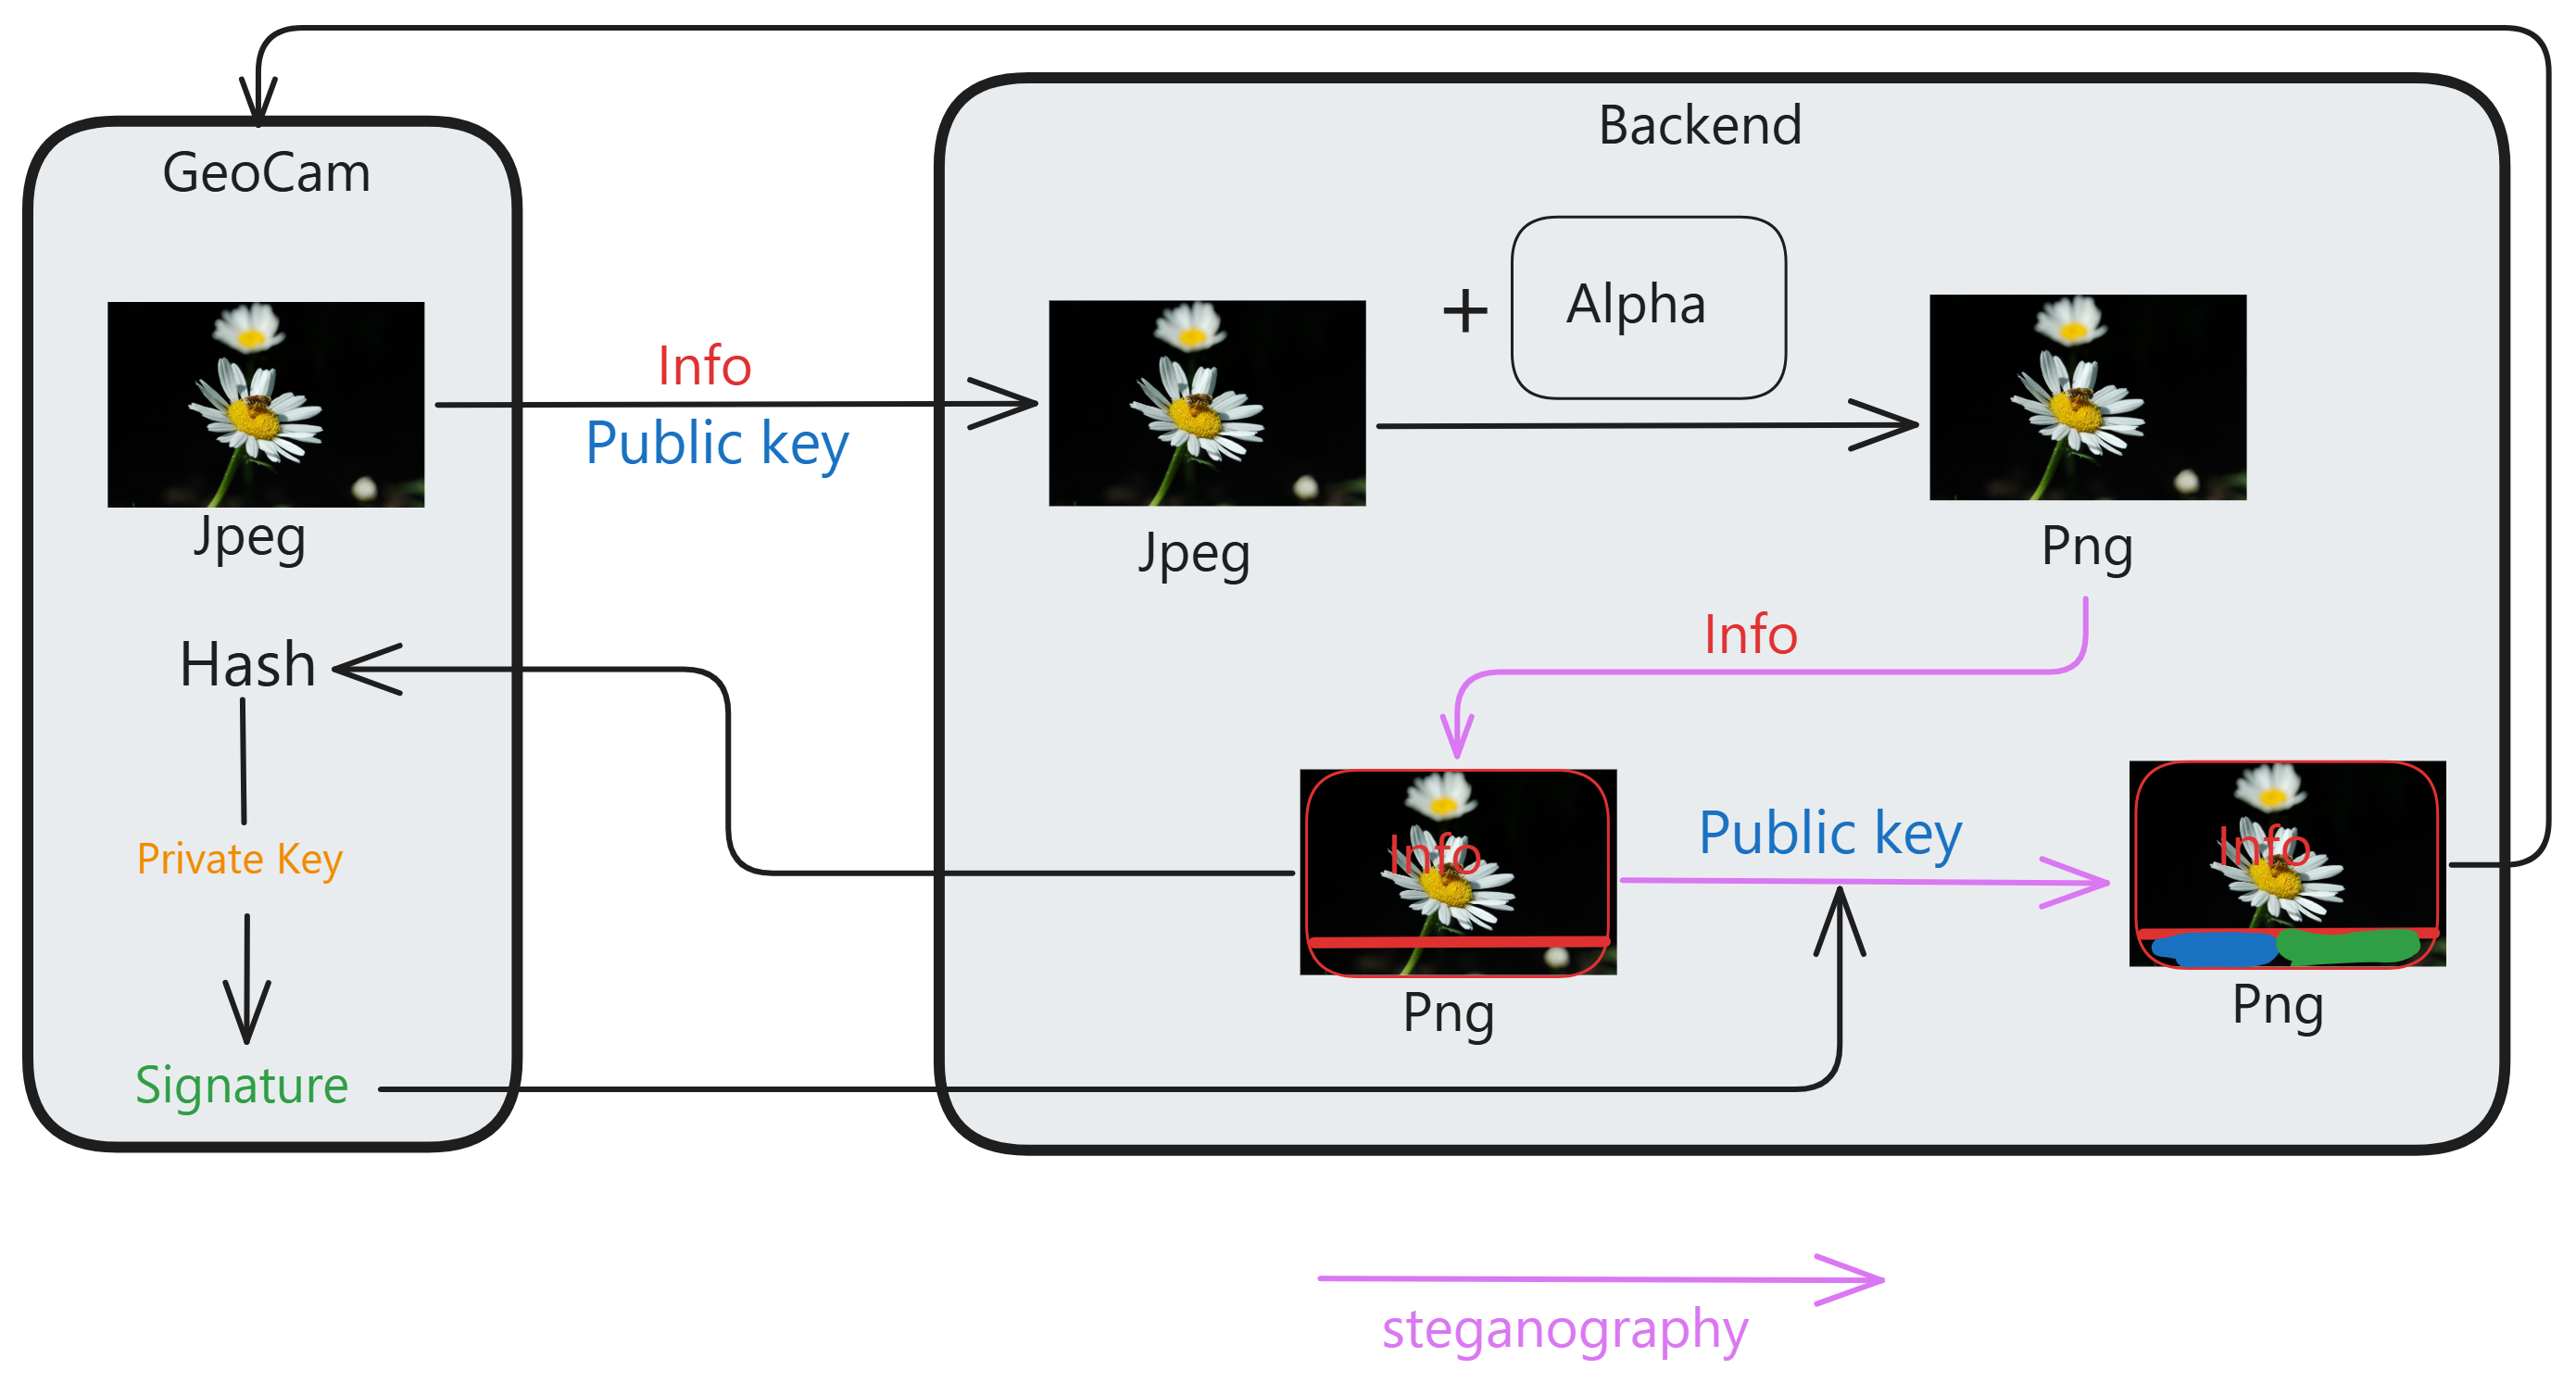 GeoCam
Jpeg
Hash
Private Key
Signature
Info
Public key
Backend
Jpeg
+
Alpha
Png
Info
Info
Png
Public key
Info
Png
steganography